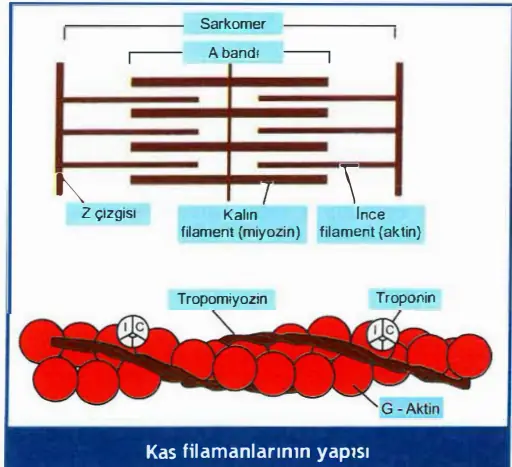 Sarkomer
A bandı
Z çizgisi
Kalın
filament (miyozin)
İnce
filament (aktin)
Tropomiyozin
Troponin
I C
I C
G - Aktin
Kas filamanlarının yapısı